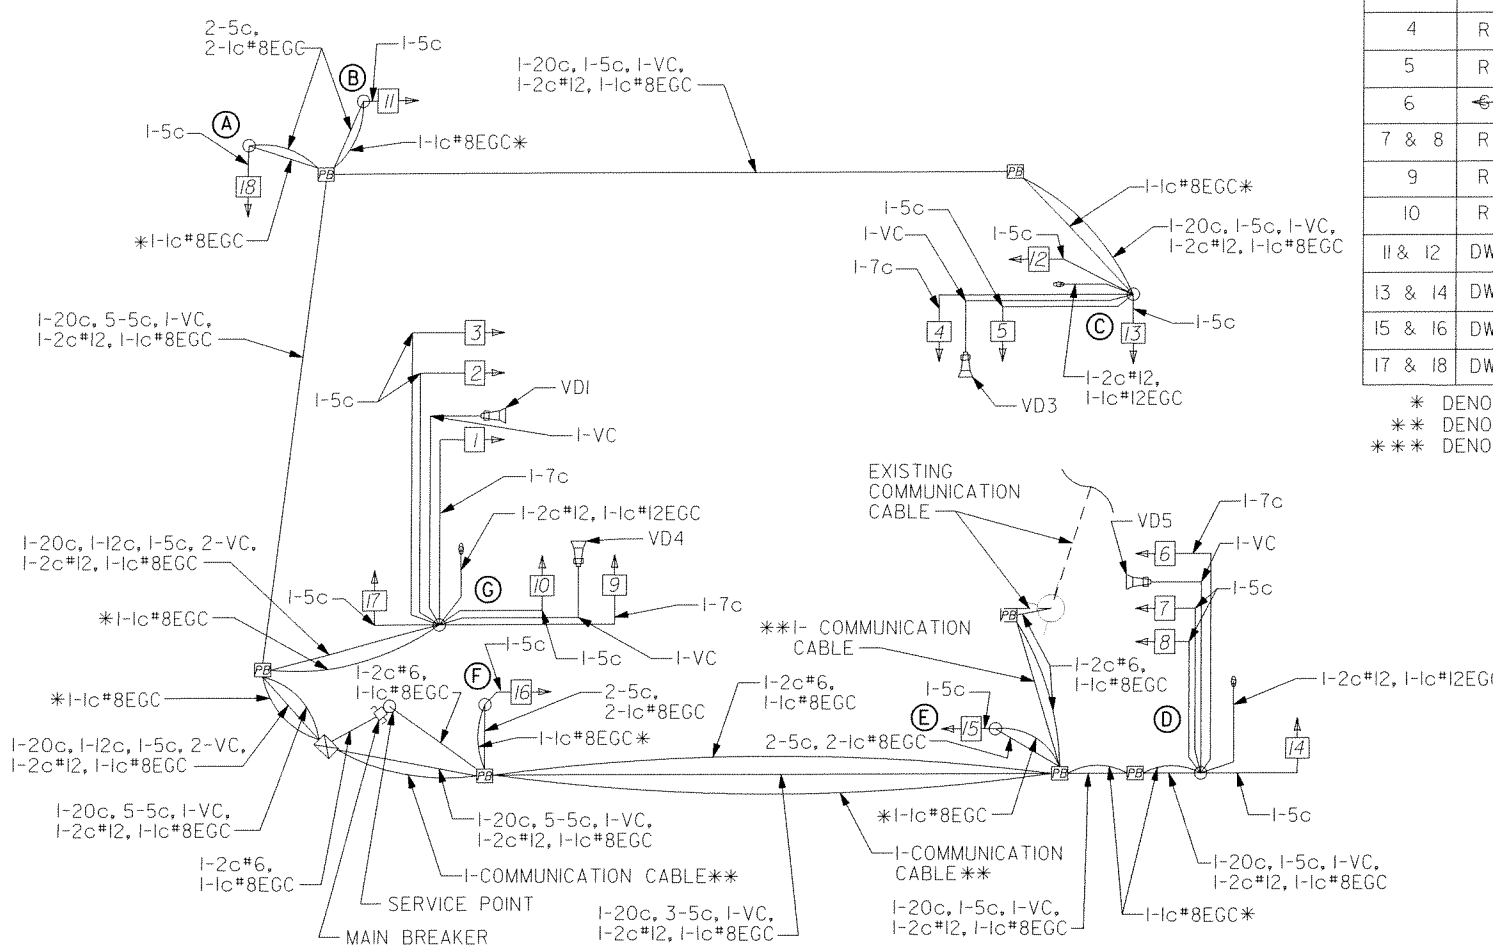 2-5c,
2-1c#8EGC
B
1-5c
11
A
1-5c
18
*1-1c#8EGC
1-1c#8EGC*
PB
1-20c, 1-5c, 1-VC,
1-2c#12, 1-1c#8EGC
PB
1-1c#8EGC*
1-20c, 1-5c, 1-VC,
1-2c#12, 1-1c#8EGC
1-5c
1-VC
1-7c
1-5c
12
4
5
C
13
1-5c
VD3
1-2c#12,
1-1c#12EGC
4 R
5 R
6
7 & 8 R
9 R
10 R
11 & 12 DW
13 & 14 DW
15 & 16 DW
17 & 18 DW
* DENO
** DENO
*** DENO
1-20c, 5-5c, 1-VC,
1-2c#12, 1-1c#8EGC
3
2
1-5c
VD1
1-VC
1
1-7c
1-2c#12, 1-1c#12EGC
VD4
1-20c, 1-12c, 1-5c, 2-VC,
1-2c#12, 1-1c#8EGC
1-5c
17
G
10
9
1-7c
*1-1c#8EGC
1-5c
1-VC
PB
*1-1c#8EGC
1-2c#6,
1-1c#8EGC
F
1-5c
16
2-5c,
2-1c#8EGC
1-1c#8EGC*
1-20c, 1-12c, 1-5c, 2-VC,
1-2c#12, 1-1c#8EGC
PB
1-20c, 5-5c, 1-VC,
1-2c#12, 1-1c#8EGC
1-20c, 5-5c, 1-VC,
1-2c#12, 1-1c#8EGC
1-2c#6,
1-1c#8EGC
1-COMMUNICATION CABLE**
SERVICE POINT
MAIN BREAKER
EXISTING
COMMUNICATION
CABLE
VD5
6
1-7c
1-VC
1-5c
7
8
PB
**1- COMMUNICATION
CABLE
1-2c#6,
1-1c#8EGC
1-2c#6,
1-1c#8EGC
1-5c
E
15
2-5c, 2-1c#8EGC
D
1-2c#12, 1-1c#12EG
14
PB
PB
*1-1c#8EGC
1-5c
1-COMMUNICATION
CABLE**
1-20c, 1-5c, 1-VC,
1-2c#12, 1-1c#8EGC
1-20c, 3-5c, 1-VC,
1-2c#12, 1-1c#8EGC
1-20c, 1-5c, 1-VC,
1-2c#12, 1-1c#8EGC
1-1c#8EGC*